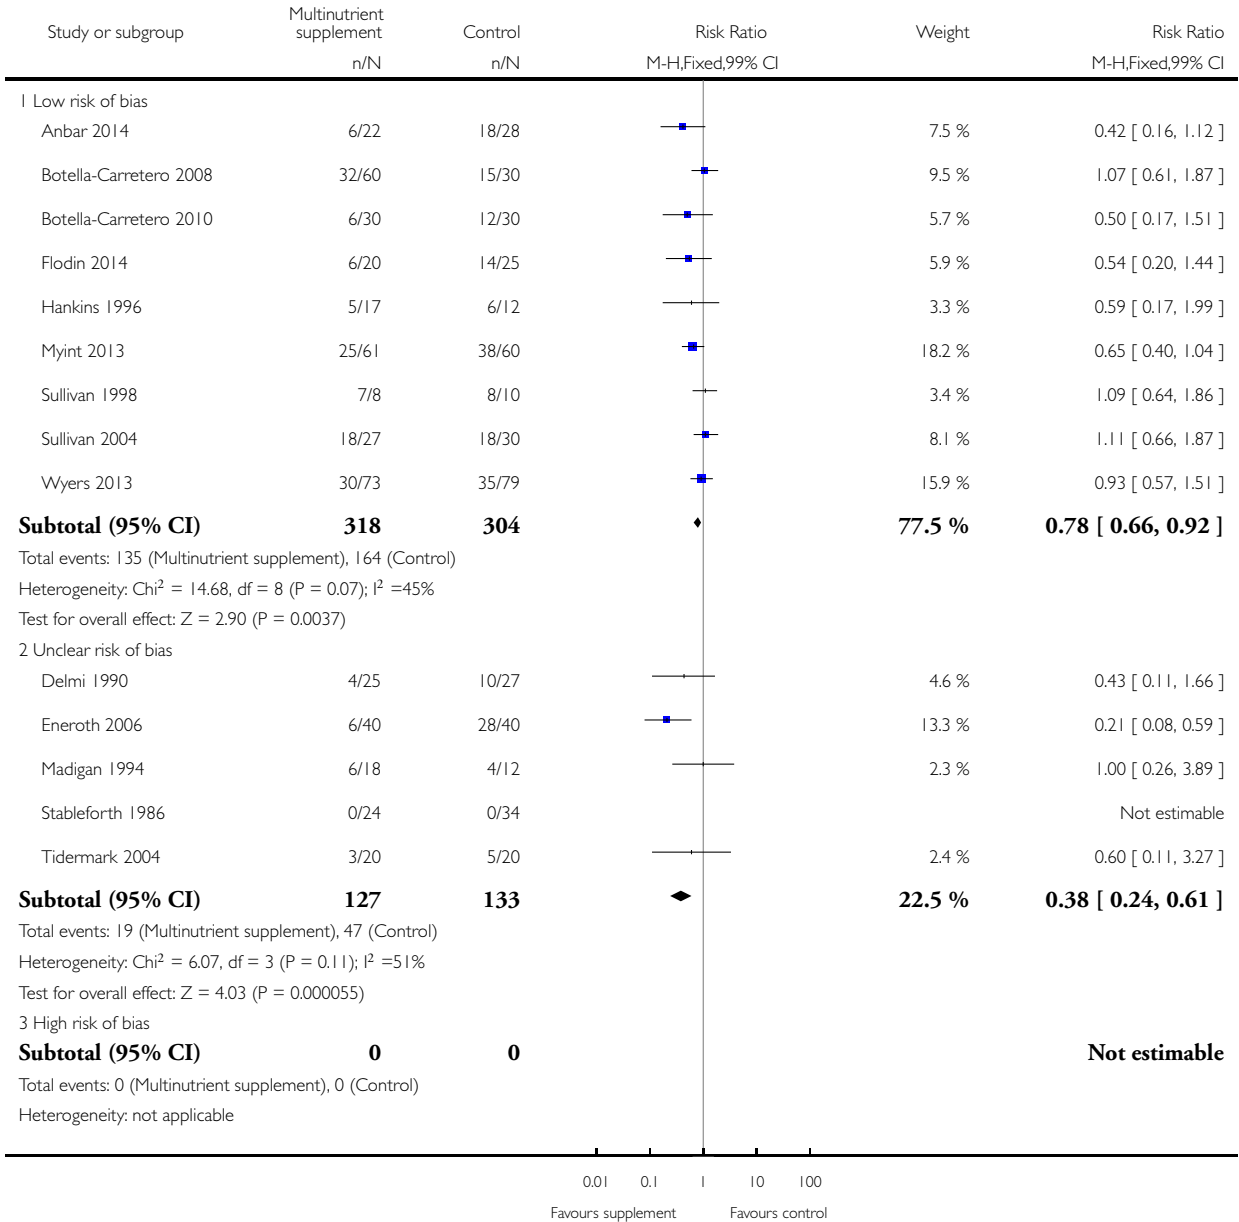 Study or subgroup Multinutrient supplement Control Risk Ratio Weight Risk Ratio
n/N n/N M-H,Fixed,99% CI M-H,Fixed,99% CI
1 Low risk of bias
Anbar 2014 6/22 18/28 7.5 % 0.42 [ 0.16, 1.12 ]
Botella-Carretero 2008 32/60 15/30 9.5 % 1.07 [ 0.61, 1.87 ]
Botella-Carretero 2010 6/30 12/30 5.7 % 0.50 [ 0.17, 1.51 ]
Flodin 2014 6/20 14/25 5.9 % 0.54 [ 0.20, 1.44 ]
Hankins 1996 5/17 6/12 3.3 % 0.59 [ 0.17, 1.99 ]
Myint 2013 25/61 38/60 18.2 % 0.65 [ 0.40, 1.04 ]
Sullivan 1998 7/8 8/10 3.4 % 1.09 [ 0.64, 1.86 ]
Sullivan 2004 18/27 18/30 8.1 % 1.11 [ 0.66, 1.87 ]
Wyers 2013 30/73 35/79 15.9 % 0.93 [ 0.57, 1.51 ]
Subtotal (95% CI) 318 304 77.5 % 0.78 [ 0.66, 0.92 ]
Total events: 135 (Multinutrient supplement), 164 (Control)
Heterogeneity: Chi² = 14.68, df = 8 (P = 0.07); I² =45%
Test for overall effect: Z = 2.90 (P = 0.0037)
2 Unclear risk of bias
Delmi 1990 4/25 10/27 4.6 % 0.43 [ 0.11, 1.66 ]
Eneroth 2006 6/40 28/40 13.3 % 0.21 [ 0.08, 0.59 ]
Madigan 1994 6/18 4/12 2.3 % 1.00 [ 0.26, 3.89 ]
Stableforth 1986 0/24 0/34 Not estimable
Tidermark 2004 3/20 5/20 2.4 % 0.60 [ 0.11, 3.27 ]
Subtotal (95% CI) 127 133 22.5 % 0.38 [ 0.24, 0.61 ]
Total events: 19 (Multinutrient supplement), 47 (Control)
Heterogeneity: Chi² = 6.07, df = 3 (P = 0.11); I² =51%
Test for overall effect: Z = 4.03 (P = 0.000055)
3 High risk of bias
Subtotal (95% CI) 0 0 Not estimable
Total events: 0 (Multinutrient supplement), 0 (Control)
Heterogeneity: not applicable
0.01 0.1 1 10 100
Favours supplement Favours control